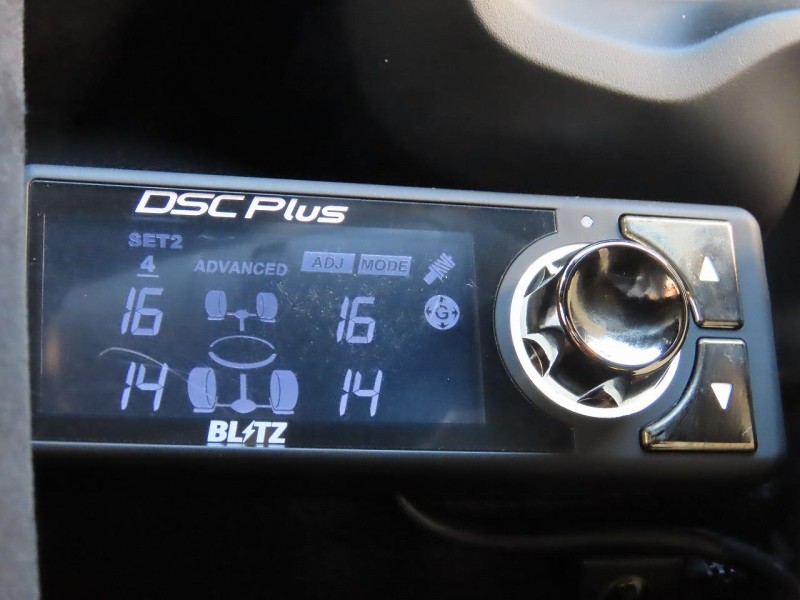 DSC Plus
SET2
4 ADVANCED ADJ MODE
16 16
G
14 14
BLITZ